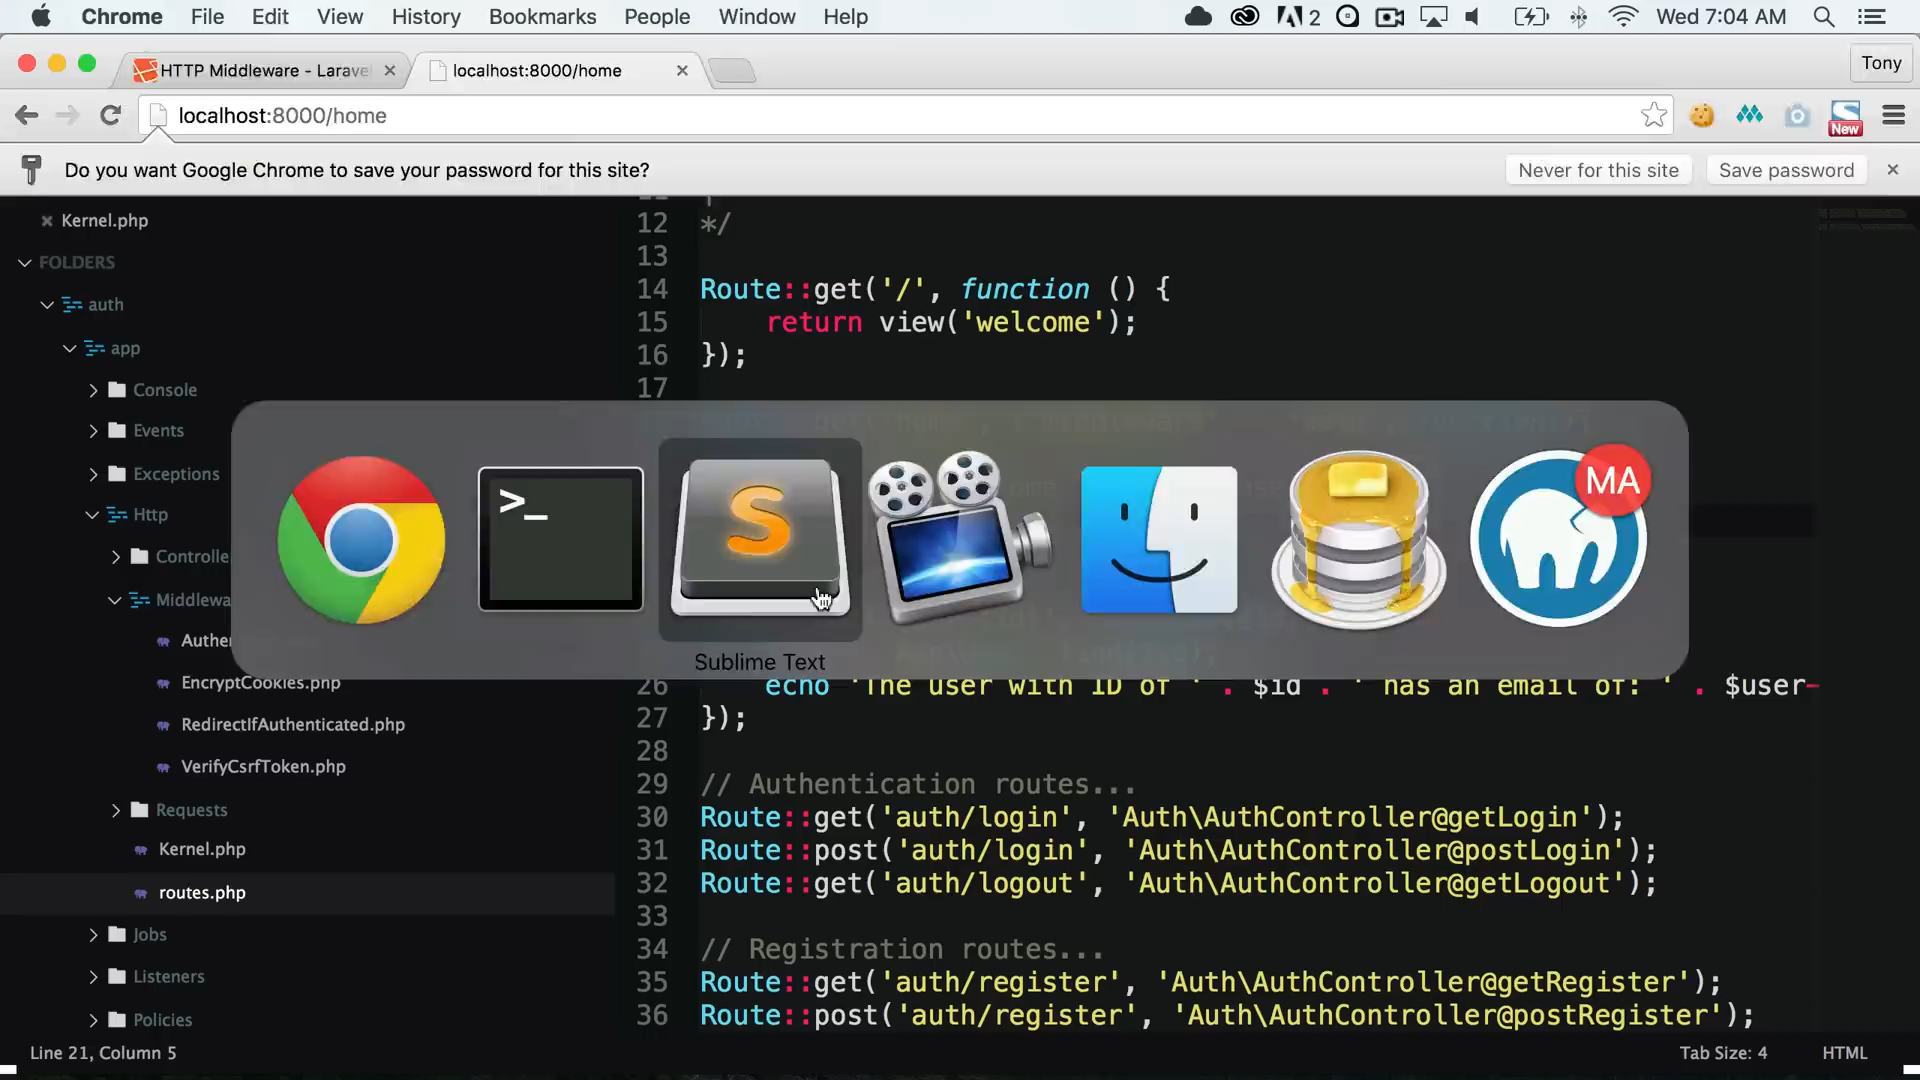 Chrome File Edit View History Bookmarks People Window Help 2 Wed 7:04 AM
HTTP Middleware - Larave localhost:8000/home Tony
localhost:8000/home New
Do you want Google Chrome to save your password for this site? Never for this site Save password
Kernel.php
FOLDERS
auth
app
Console
Events
Exceptions
Http
Controlle
Middlewa
Authe
EncryptCookies.php
RedirectIfAuthenticated.php
VerifyCsrfToken.php
Requests
Kernel.php
routes.php
Jobs
Listeners
Policies
12 */
13
14 Route::get('/', function () {
15 return view('welcome');
16 });
17
>_
S
MA
Sublime Text
26 echo 'The user with ID of ' . $id . ' has an email of: ' . $user-
27 });
28
29 // Authentication routes...
30 Route::get('auth/login', 'Auth\AuthController@getLogin');
31 Route::post('auth/login', 'Auth\AuthController@postLogin');
32 Route::get('auth/logout', 'Auth\AuthController@getLogout');
33
34 // Registration routes...
35 Route::get('auth/register', 'Auth\AuthController@getRegister');
36 Route::post('auth/register', 'Auth\AuthController@postRegister');
Line 21, Column 5 Tab Size: 4 HTML